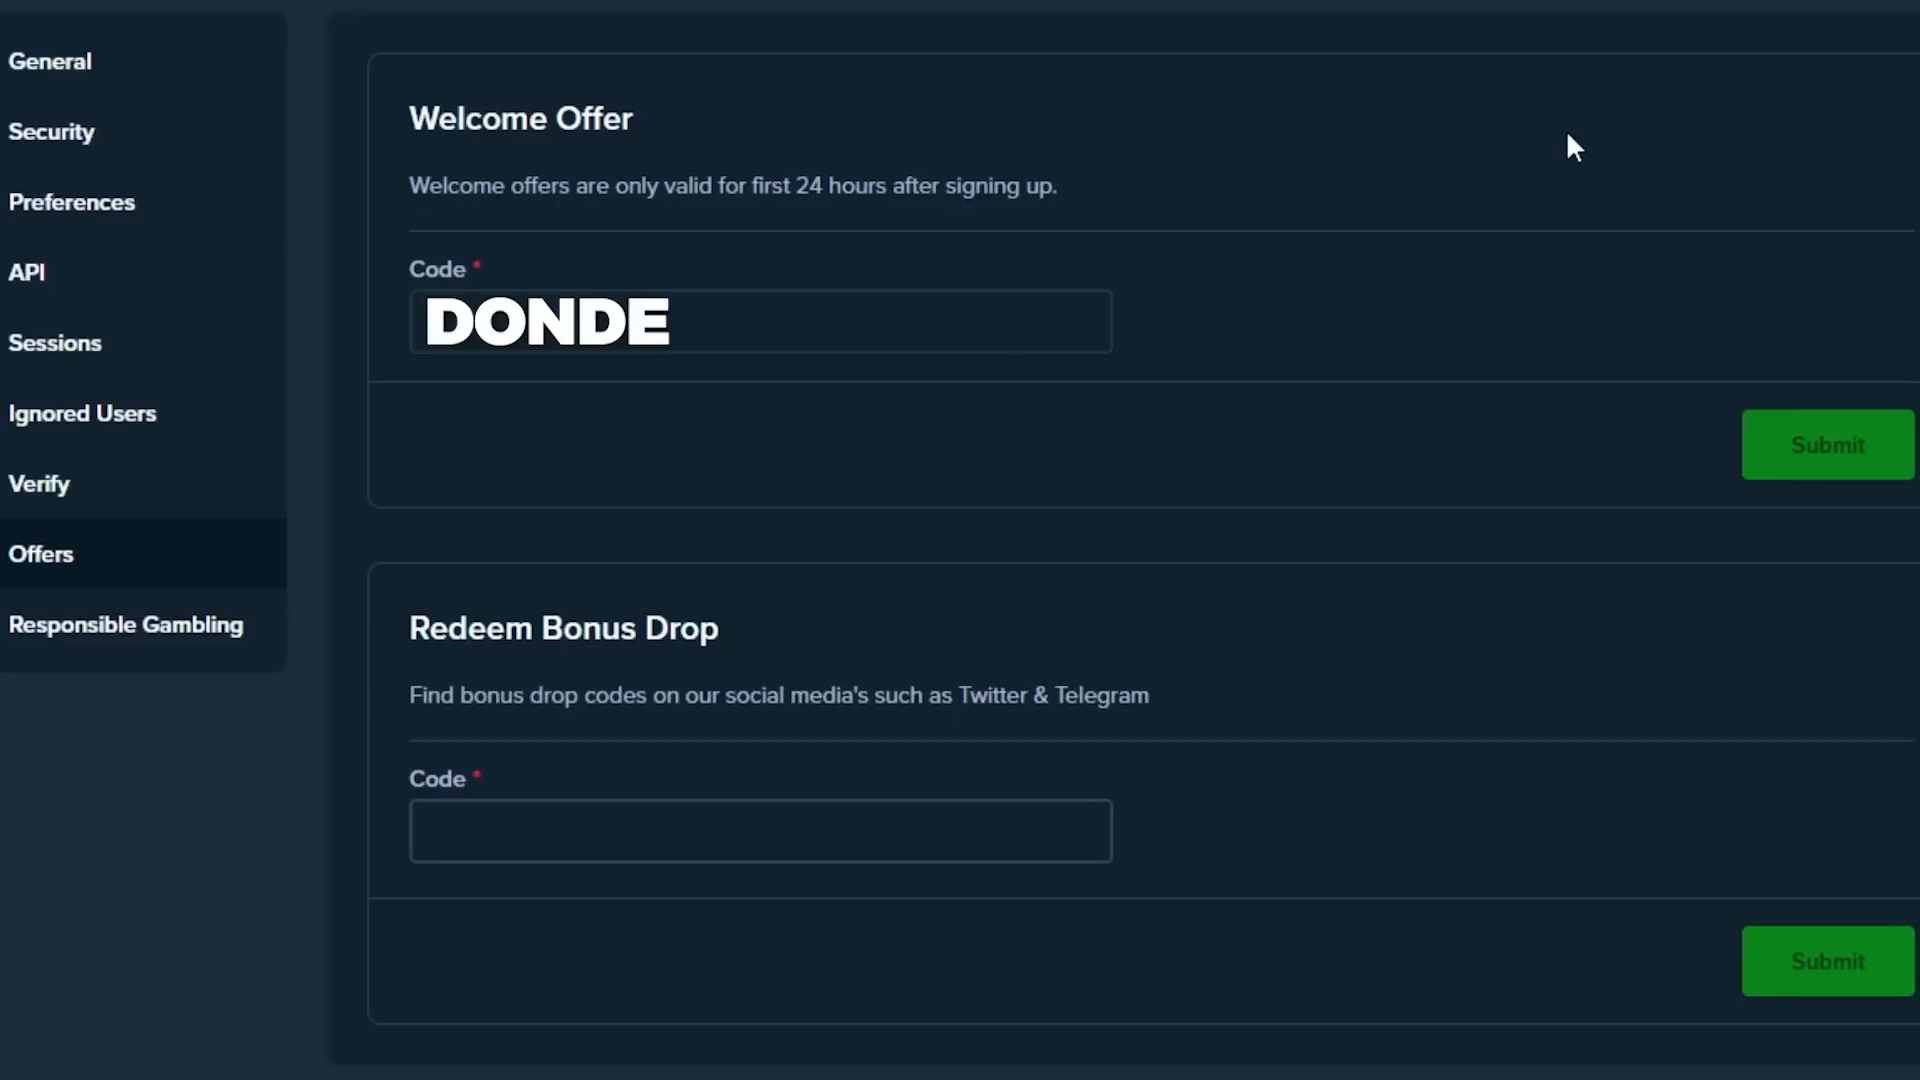 General
Security
Preferences
API
Sessions
Ignored Users
Verify
Offers
Responsible Gambling
Welcome Offer
Welcome offers are only valid for first 24 hours after signing up.
Code *
DONDE
Submit
Redeem Bonus Drop
Find bonus drop codes on our social media's such as Twitter & Telegram
Code *
Submit